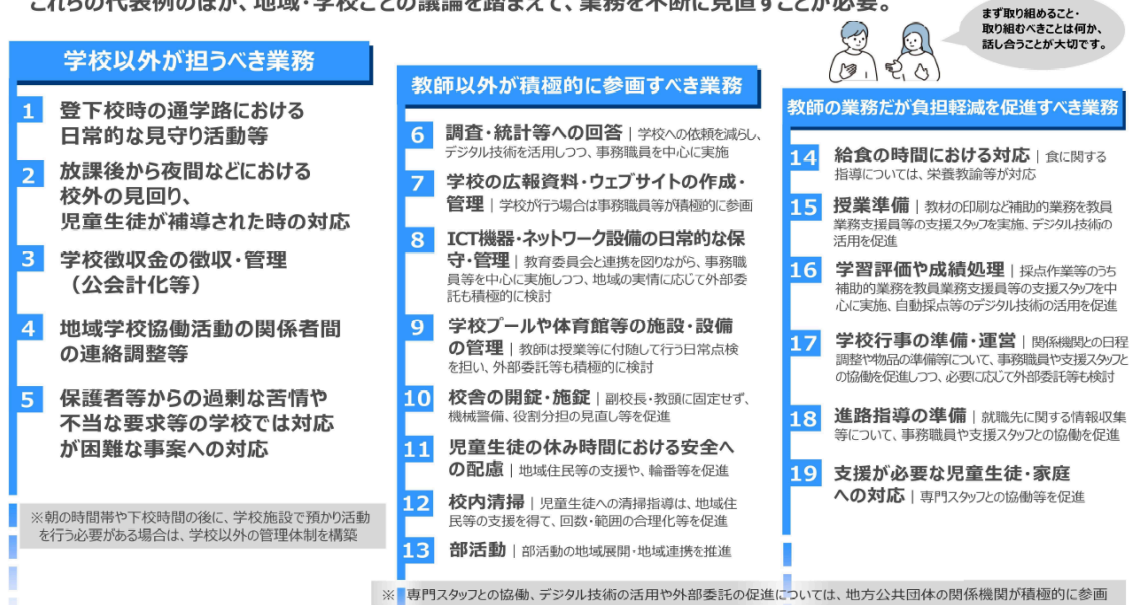 これらの代表例のほか、地域・学校ごとの議論を踏まえて、業務を不断に見直すことが必要。
まず取り組めること・
取り組むべきことは何か、
話し合うことが大切です。
学校以外が担うべき業務
1 登下校時の通学路における
日常的な見守り活動等
2 放課後から夜間などにおける
校外の見回り、
児童生徒が補導された時の対応
3 学校徴収金の徴収・管理
（公会計化等）
4 地域学校協働活動の関係者間
の連絡調整等
5 保護者等からの過剰な苦情や
不当な要求等の学校では対応
が困難な事案への対応
※朝の時間帯や下校時間の後に、学校施設で預かり活動
を行う必要がある場合は、学校以外の管理体制を構築
教師以外が積極的に参画すべき業務
6 調査・統計等への回答｜学校への依頼を減らし、
デジタル技術を活用しつつ、事務職員を中心に実施
7 学校の広報資料・ウェブサイトの作成・
管理｜学校が行う場合は事務職員等が積極的に参画
8 ICT機器・ネットワーク設備の日常的な保
守・管理｜教育委員会と連携を図りながら、事務職
員等を中心に実施しつつ、地域の実情に応じて外部委
託も積極的に検討
9 学校プールや体育館等の施設・設備
の管理｜教師は授業等に付随して行う日常点検
を担い、外部委託等も積極的に検討
10 校舎の開錠・施錠｜副校長・教頭に固定せず、
機械警備、役割分担の見直し等を促進
11 児童生徒の休み時間における安全へ
の配慮｜地域住民等の支援や、輪番等を促進
12 校内清掃｜児童生徒への清掃指導は、地域住
民等の支援を得て、回数・範囲の合理化等を促進
13 部活動｜部活動の地域展開・地域連携を推進
教師の業務だが負担軽減を促進すべき業務
14 給食の時間における対応｜食に関する
指導については、栄養教諭等が対応
15 授業準備｜教材の印刷など補助的業務を教員
業務支援員等の支援スタッフを実施、デジタル技術の
活用を促進
16 学習評価や成績処理｜採点作業等のうち
補助的業務を教員業務支援員等の支援スタッフを中
心に実施、自動採点等のデジタル技術の活用を促進
17 学校行事の準備・運営｜関係機関との日程
調整や物品の準備等について、事務職員や支援スタッフと
の協働を促進しつつ、必要に応じて外部委託等も検討
18 進路指導の準備｜就職先に関する情報収集
等について、事務職員や支援スタッフとの協働を促進
19 支援が必要な児童生徒・家庭
への対応｜専門スタッフとの協働等を促進
※ 専門スタッフとの協働、デジタル技術の活用や外部委託の促進については、地方公共団体の関係機関が積極的に参画